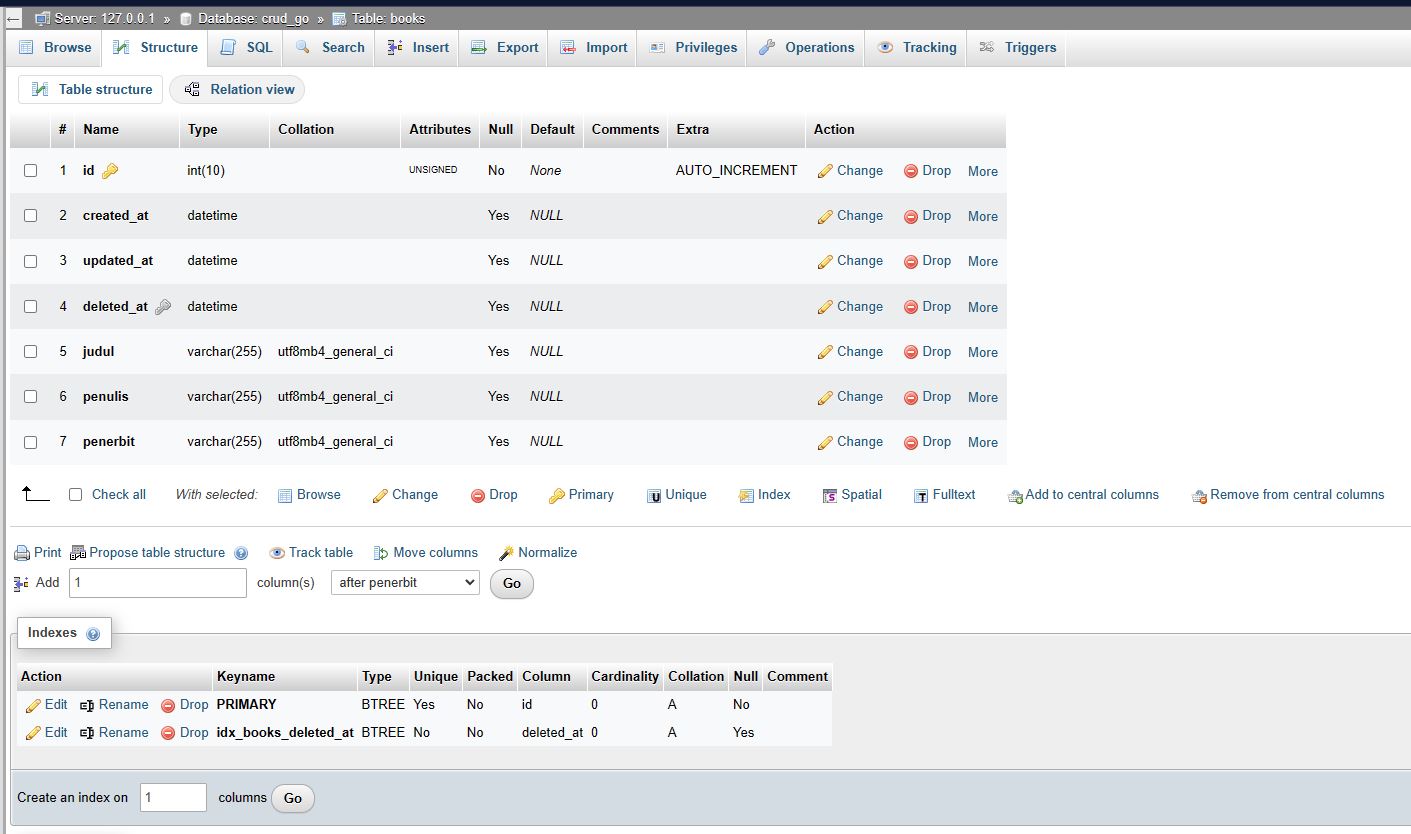 Server: 127.0.0.1 » Database: crud_go » Table: books
Browse Structure SQL Search Insert Export Import Privileges Operations Tracking Triggers
Table structure Relation view
# Name Type Collation Attributes Null Default Comments Extra Action
1 id int(10) UNSIGNED No None AUTO_INCREMENT Change Drop More
2 created_at datetime Yes NULL Change Drop More
3 updated_at datetime Yes NULL Change Drop More
4 deleted_at datetime Yes NULL Change Drop More
5 judul varchar(255) utf8mb4_general_ci Yes NULL Change Drop More
6 penulis varchar(255) utf8mb4_general_ci Yes NULL Change Drop More
7 penerbit varchar(255) utf8mb4_general_ci Yes NULL Change Drop More
Check all With selected: Browse Change Drop Primary Unique Index Spatial Fulltext Add to central columns Remove from central columns
Print Propose table structure Track table Move columns Normalize
Add 1 column(s) after penerbit Go
Indexes
Action Keyname Type Unique Packed Column Cardinality Collation Null Comment
Edit Rename Drop PRIMARY BTREE Yes No id 0 A No
Edit Rename Drop idx_books_deleted_at BTREE No No deleted_at 0 A Yes
Create an index on 1 columns Go